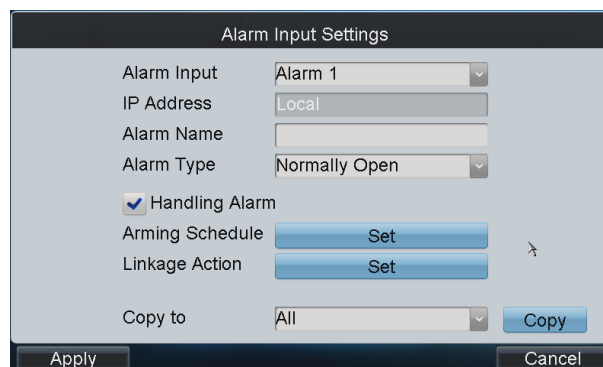 Alarm Input Settings
Alarm Input Alarm 1
IP Address Local
Alarm Name
Alarm Type Normally Open
Handling Alarm
Arming Schedule Set
Linkage Action Set
Copy to All Copy
Apply Cancel